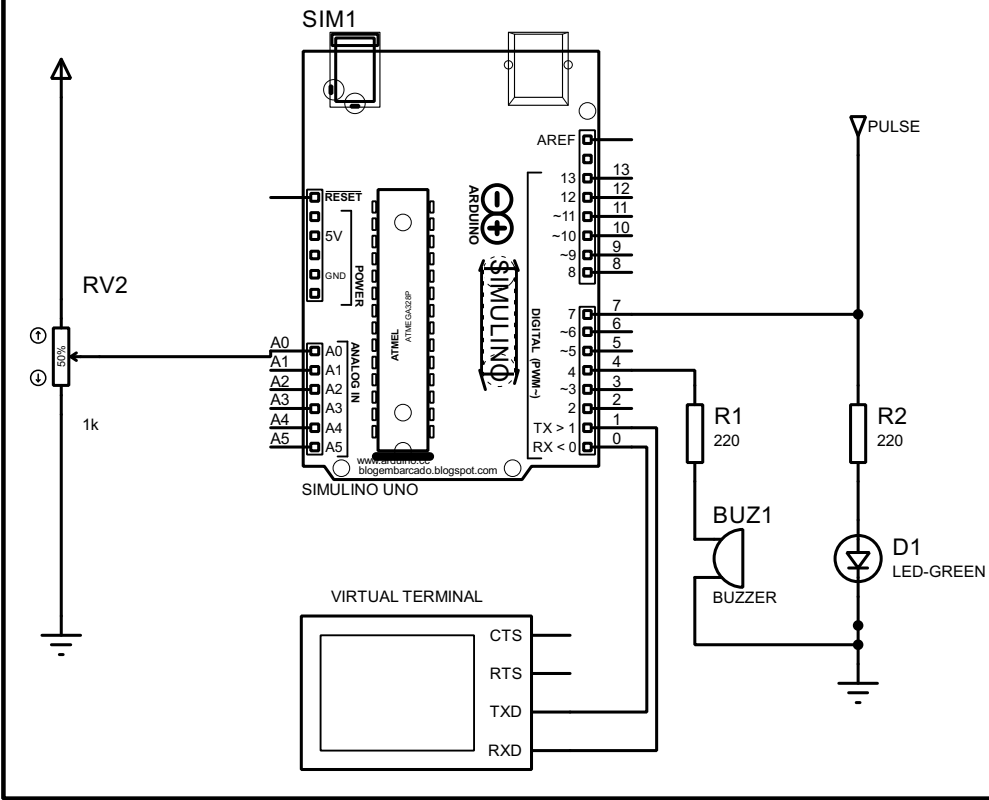 SIM1
PULSE
AREF
13 13
12 12
~11 11
~10 10
~9 9
8 8
RESET
5V
GND
POWER
ARDUINO
SIMULINO
ATMEL
ATMEGA328P
DIGITAL (PWM~)
7 7
~6 6
~5 5
4 4
~3 3
2 2
TX > 1 1
RX < 0 0
RV2
50%
1k
A0 A0
A1 A1
A2 A2
A3 A3
A4 A4
A5 A5
ANALOG IN
www.arduino.cc
blogembarcado.blogspot.com
SIMULINO UNO
R1
220
R2
220
BUZ1
BUZZER
D1
LED-GREEN
VIRTUAL TERMINAL
CTS
RTS
TXD
RXD